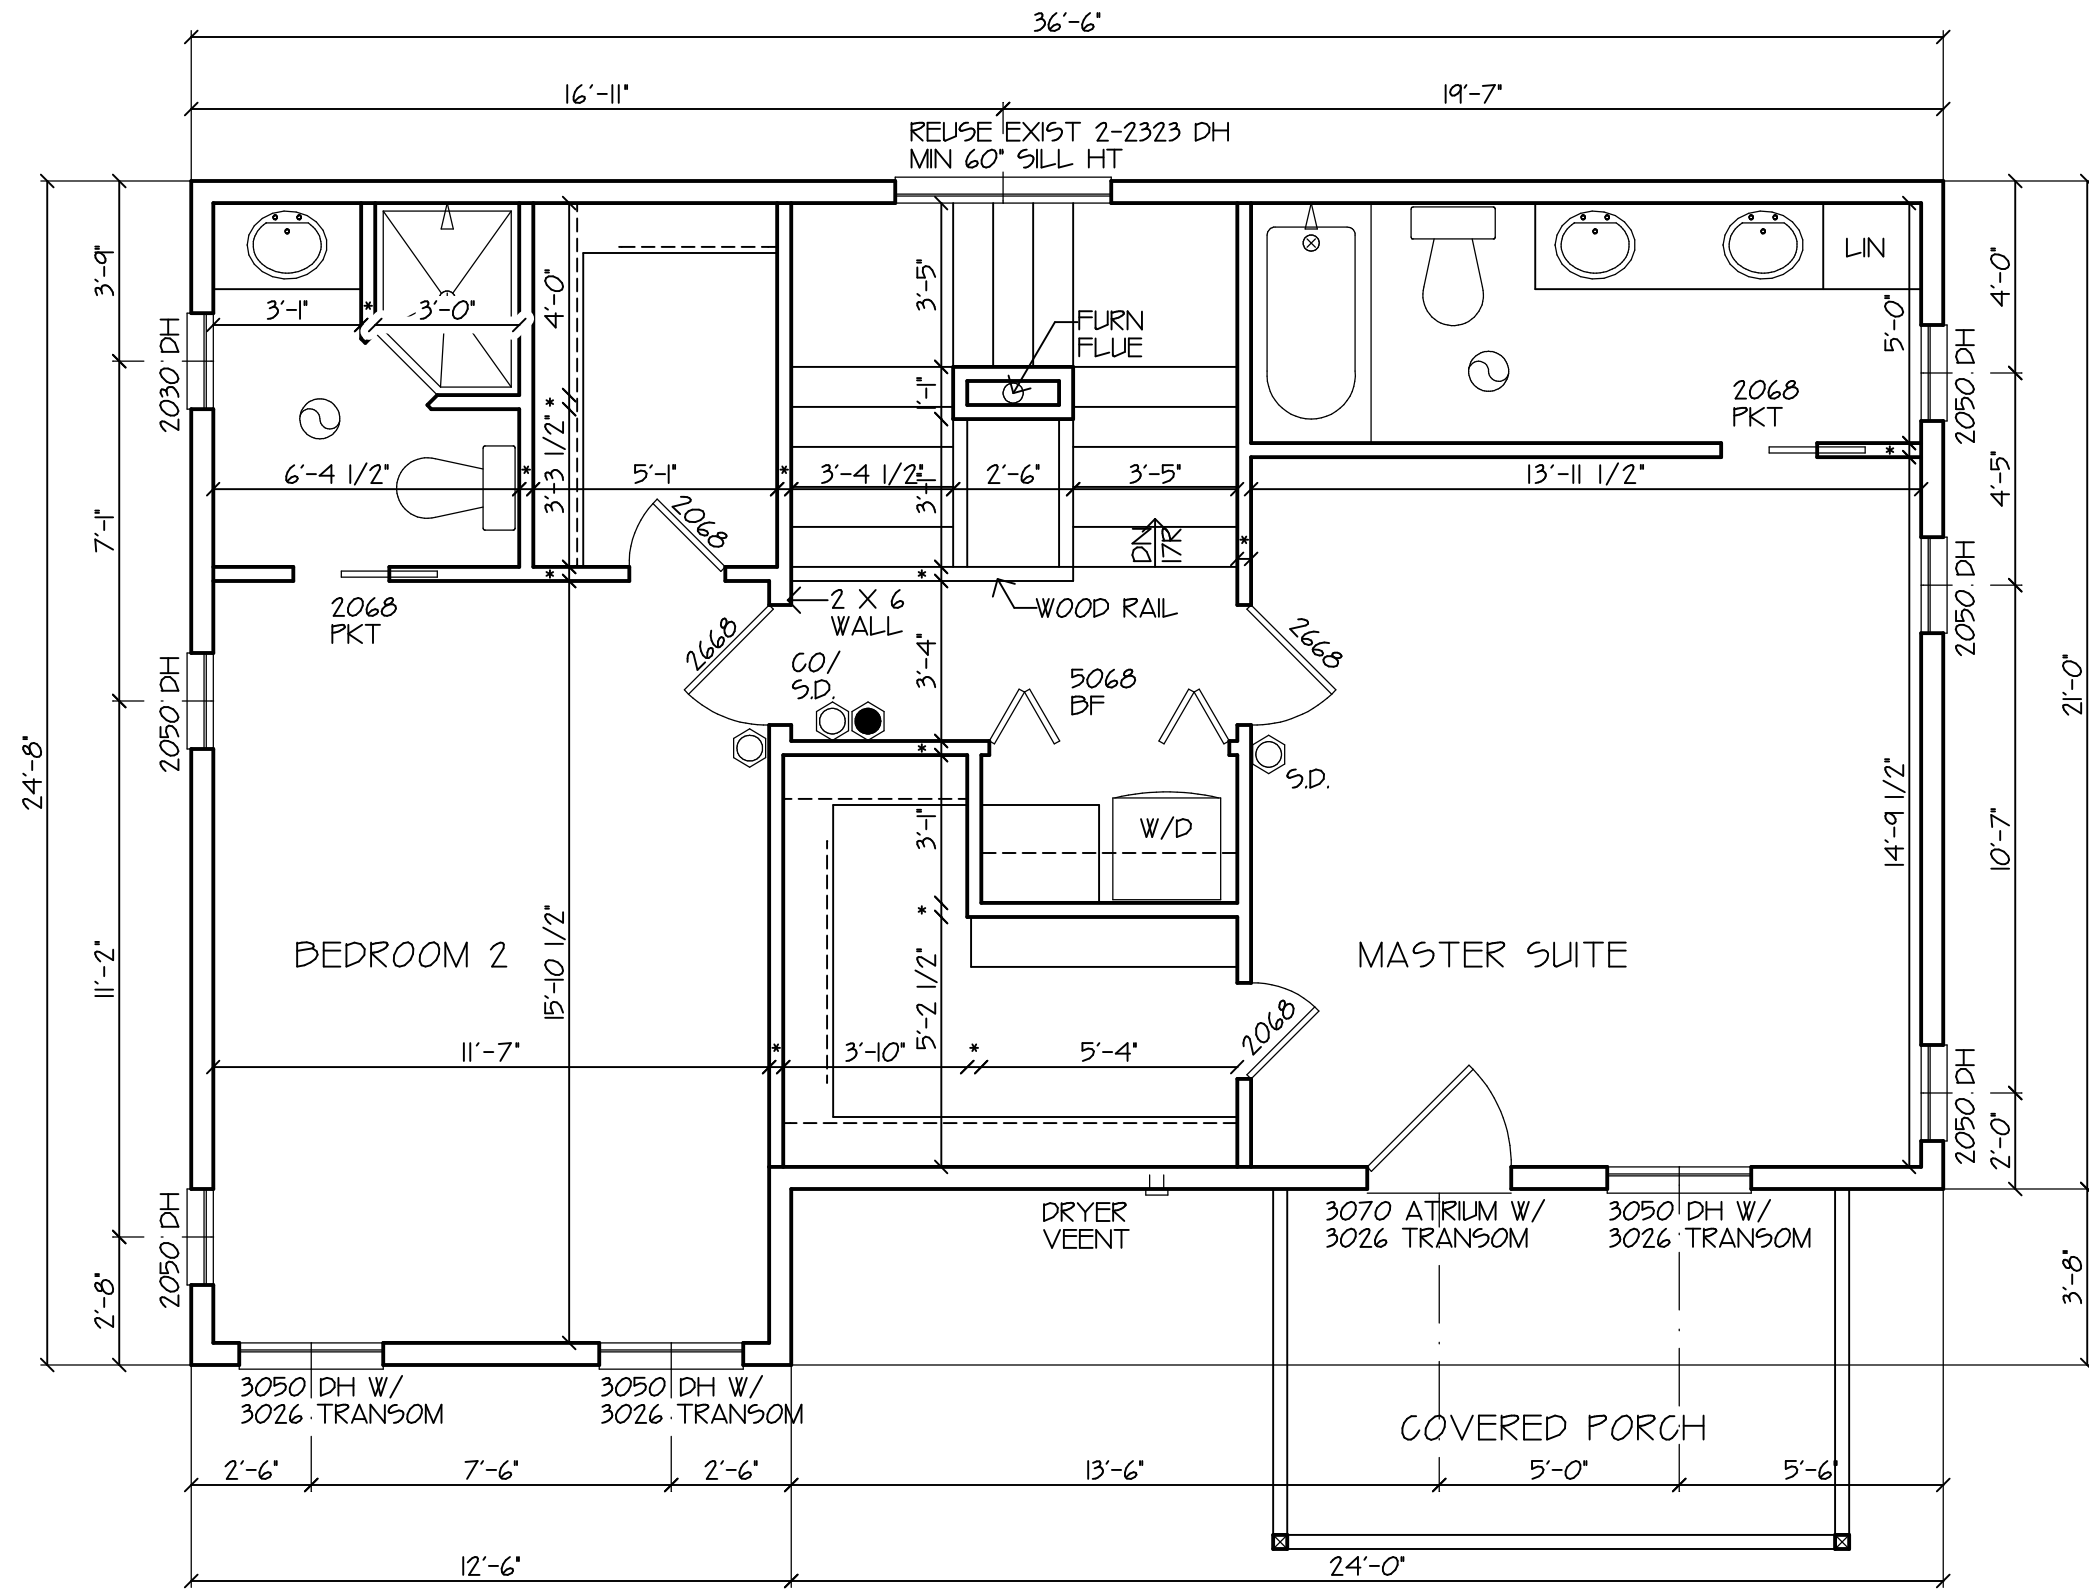 36'-6"
16'-11"
19'-7"
REUSE EXIST 2-2323 DH
MIN 60" SILL HT
3'-9"
2030 DH
3'-1"
*
3'-0"
4'-0"
3'-5"
FURN
FLUE
1'-1"
LIN
5'-0"
4'-0"
2050 DH
2068
PKT
*
6'-4 1/2"
*
3'-3 1/2"
*
5'-1"
*
3'-4 1/2"
3'-1"
2'-6"
3'-5"
13'-11 1/2"
4'-5"
7'-1"
2068
DN
17R
*
2050 DH
*
*
2068
PKT
2 X 6
WALL
WOOD RAIL
2668
2668
CO/
S.D.
3'-4"
5068
BF
21'-0"
2050 DH
24'-8"
*
S.D.
3'-1"
W/D
14'-9 1/2"
10'-7"
*
11'-2"
BEDROOM 2
15'-10 1/2"
5'-2 1/2"
MASTER SUITE
11'-7"
*
3'-10"
*
5'-4"
2068
2050 DH
2'-0"
2050 DH
2'-8"
DRYER
VEENT
3070 ATRIUM W/
3026 TRANSOM
3050 DH W/
3026 TRANSOM
3'-8"
3050 DH W/
3026 TRANSOM
3050 DH W/
3026 TRANSOM
COVERED PORCH
2'-6"
7'-6"
2'-6"
13'-6"
5'-0"
5'-6"
12'-6"
24'-0"